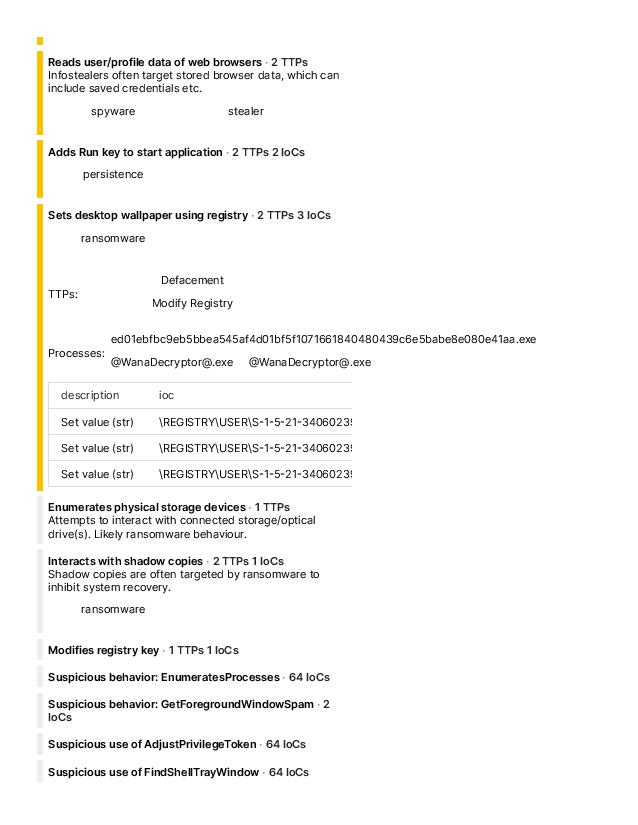 Reads user/profile data of web browsers · 2 TTPs
Infostealers often target stored browser data, which can
include saved credentials etc.
spyware stealer
Adds Run key to start application · 2 TTPs 2 IoCs
persistence
Sets desktop wallpaper using registry · 2 TTPs 3 IoCs
ransomware
Defacement
TTPs:
Modify Registry
ed01ebfbc9eb5bbea545af4d01bf5f1071661840480439c6e5babe8e080e41aa.exe
Processes:
@WanaDecryptor@.exe @WanaDecryptor@.exe
description ioc
Set value (str) \REGISTRY\USER\S-1-5-21-3406023
Set value (str) \REGISTRY\USER\S-1-5-21-3406023
Set value (str) \REGISTRY\USER\S-1-5-21-3406023
Enumerates physical storage devices · 1 TTPs
Attempts to interact with connected storage/optical
drive(s). Likely ransomware behaviour.
Interacts with shadow copies · 2 TTPs 1 IoCs
Shadow copies are often targeted by ransomware to
inhibit system recovery.
ransomware
Modifies registry key · 1 TTPs 1 IoCs
Suspicious behavior: EnumeratesProcesses · 64 IoCs
Suspicious behavior: GetForegroundWindowSpam · 2
IoCs
Suspicious use of AdjustPrivilegeToken · 64 IoCs
Suspicious use of FindShellTrayWindow · 64 IoCs